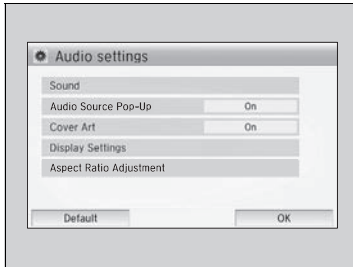 Audio settings
Sound
Audio Source Pop-Up On
Cover Art On
Display Settings
Aspect Ratio Adjustment
Default OK